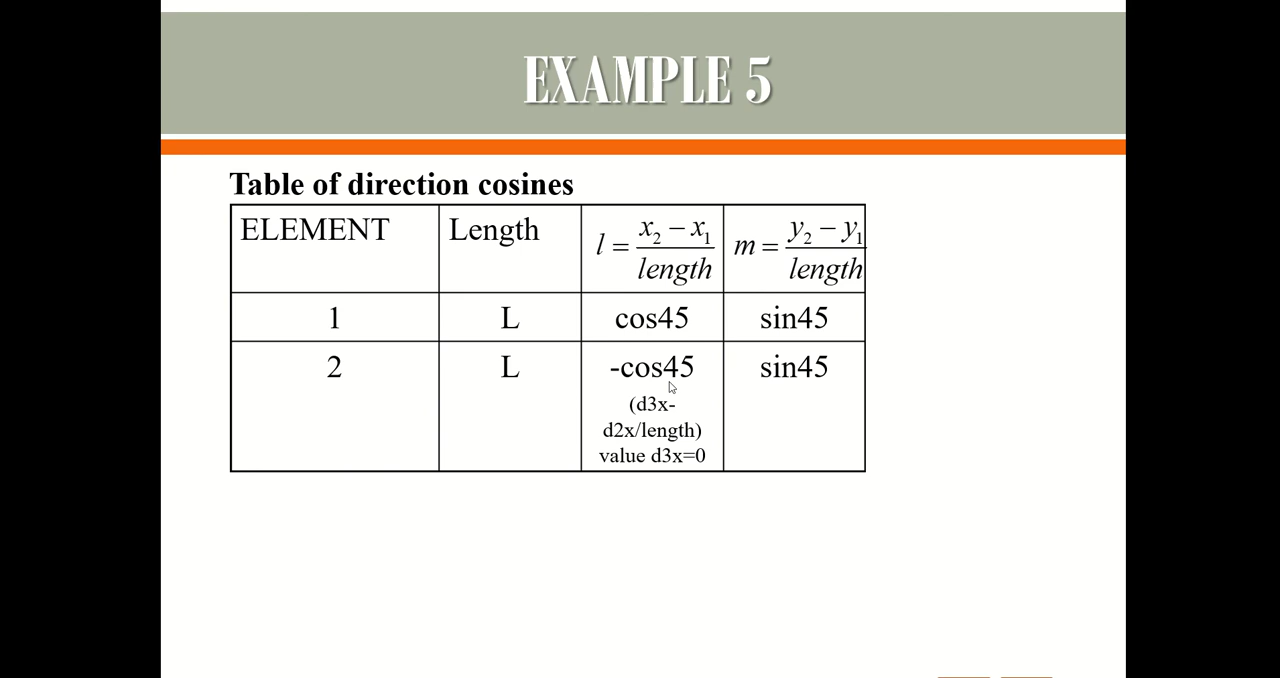 EXAMPLE 5
Table of direction cosines
ELEMENT Length l = (x₂ − x₁)/length m = (y₂ − y₁)/length
1 L cos45 sin45
2 L -cos45 sin45
(d3x-
d2x/length)
value d3x=0